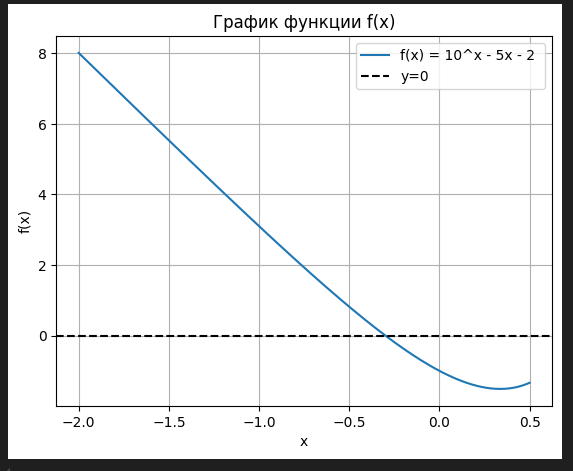 График функции f(x)
f(x) = 10^x - 5x - 2
y=0
8
6
4
2
0
f(x)
−2.0 −1.5 −1.0 −0.5 0.0 0.5
x